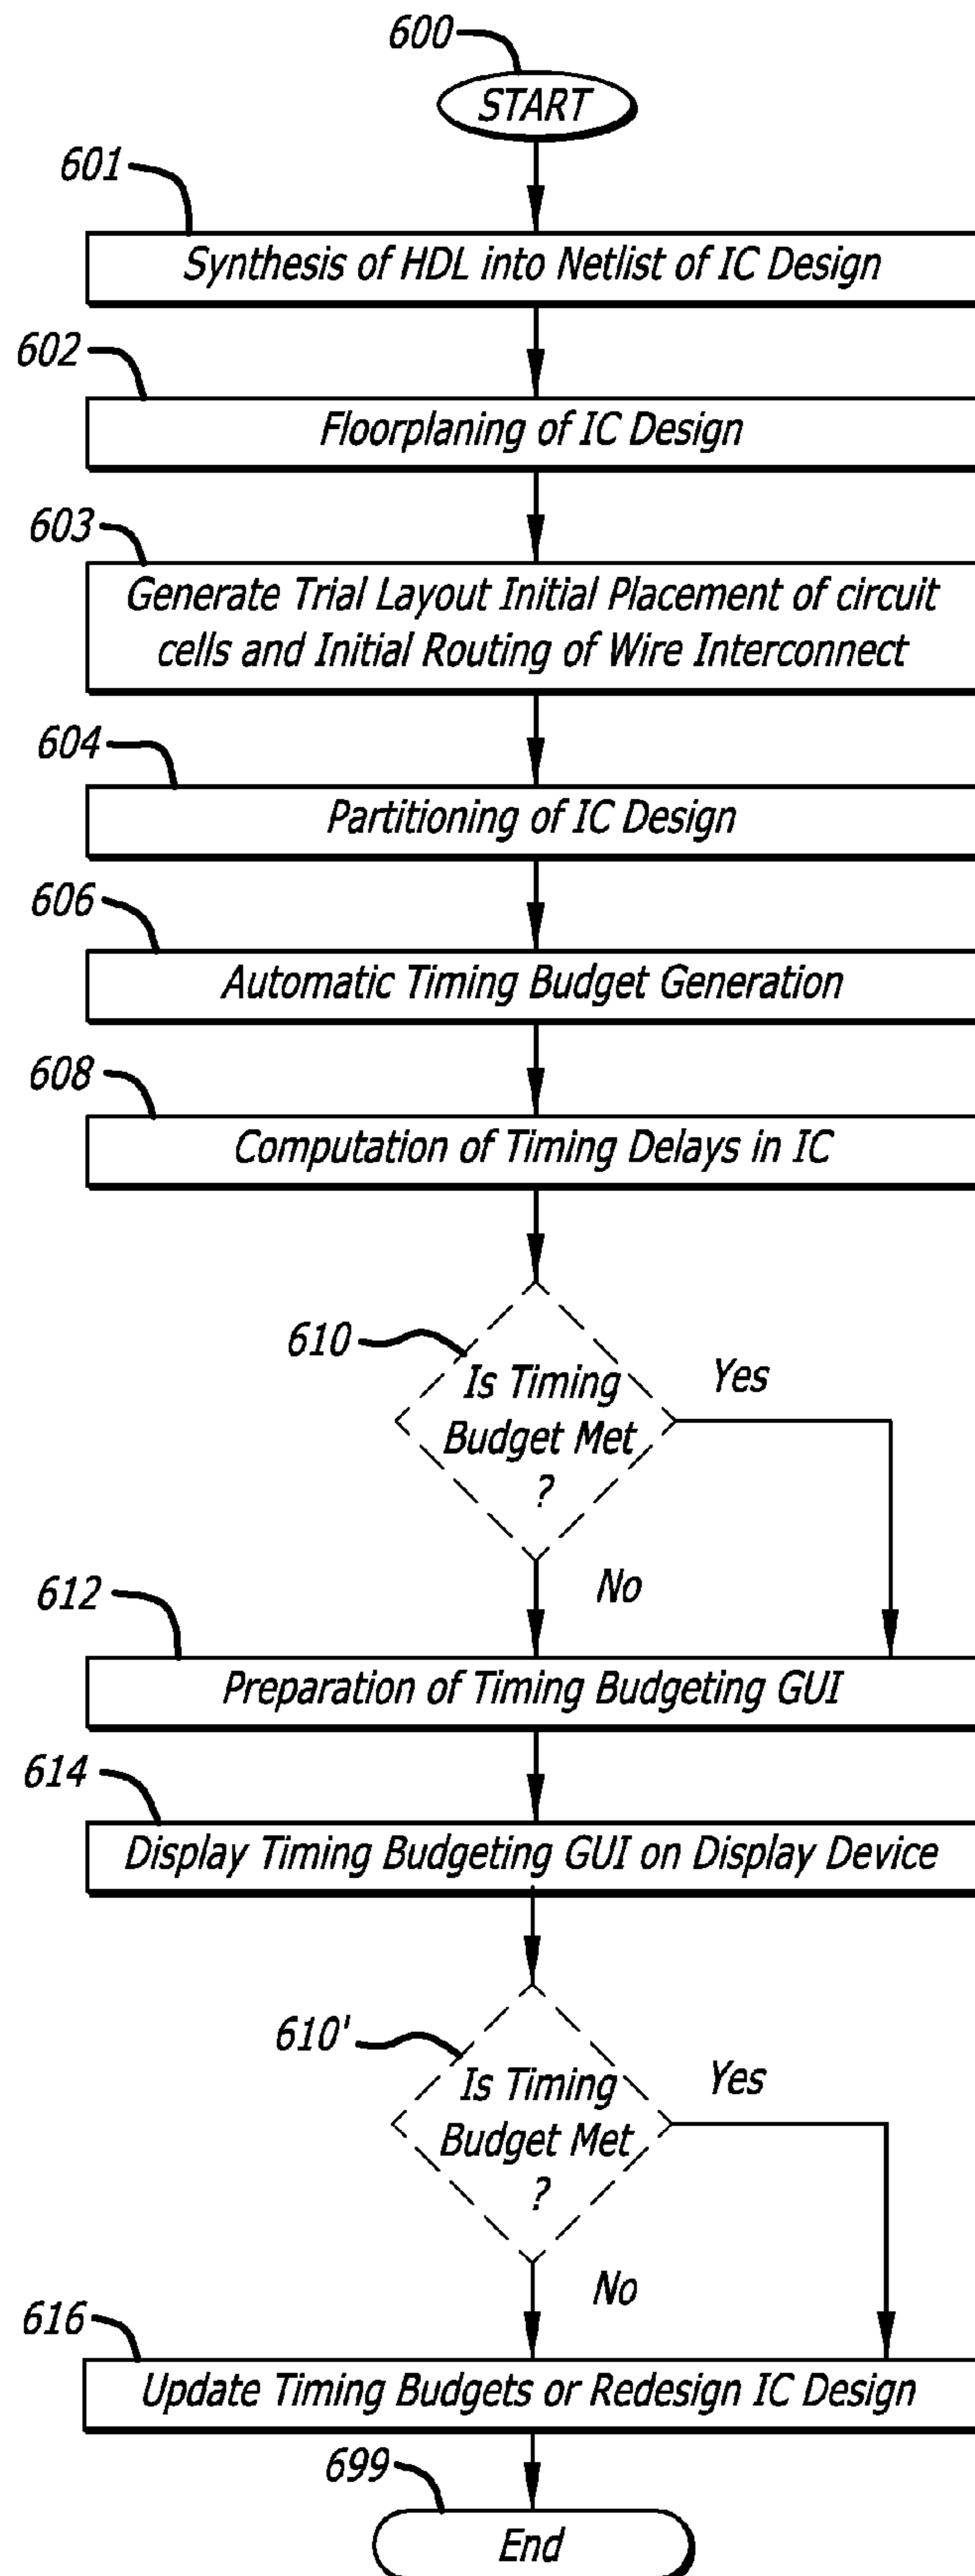 600
START
601
Synthesis of HDL into Netlist of IC Design
602
Floorplaning of IC Design
603
Generate Trial Layout Initial Placement of circuit
cells and Initial Routing of Wire Interconnect
604
Partitioning of IC Design
606
Automatic Timing Budget Generation
608
Computation of Timing Delays in IC
610
Is Timing
Budget Met
?
Yes
No
612
Preparation of Timing Budgeting GUI
614
Display Timing Budgeting GUI on Display Device
610'
Is Timing
Budget Met
?
Yes
No
616
Update Timing Budgets or Redesign IC Design
699
End